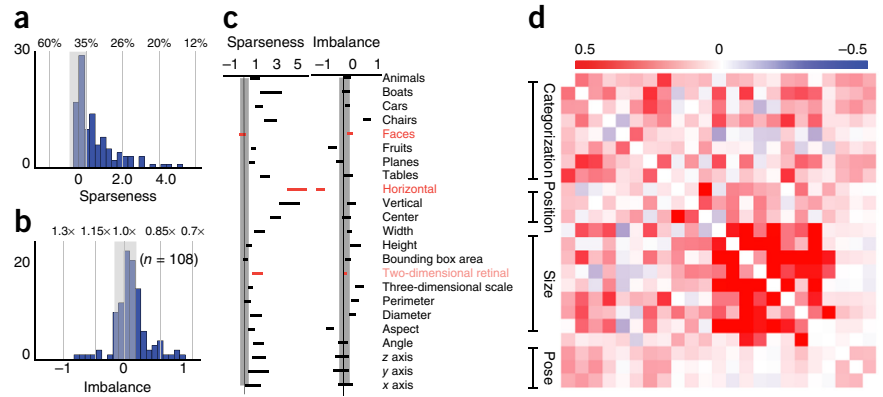 a
60% 35% 26% 20% 12%
30
0
0 2.0 4.0
Sparseness
b
1.3× 1.15× 1.0× 0.85× 0.7×
20
(n = 108)
0
−1 0 1
Imbalance
c
Sparseness Imbalance
−1 1 3 5 −1 0 1
Animals
Boats
Cars
Chairs
Faces
Fruits
Planes
Tables
Horizontal
Vertical
Center
Width
Height
Bounding box area
Two-dimensional retinal
Three-dimensional scale
Perimeter
Diameter
Aspect
Angle
z axis
y axis
x axis
d
0.5 0 −0.5
Categorization
Position
Size
Pose